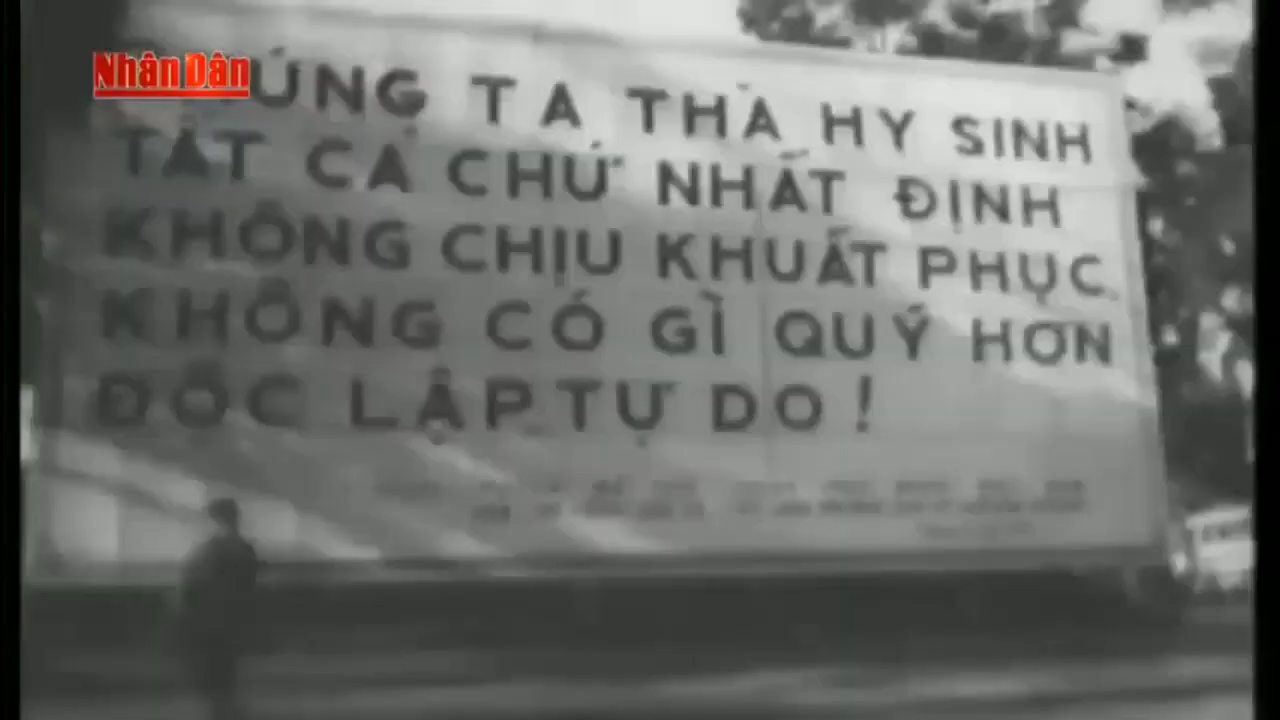 Nhân Dân
ÚNG TA THÀ HY SINH
TẤT CẢ CHỨ NHẤT ĐỊNH
KHÔNG CHỊU KHUẤT PHỤC
KHÔNG CÓ GÌ QUÝ HƠN
ĐỘC LẬP TỰ DO !